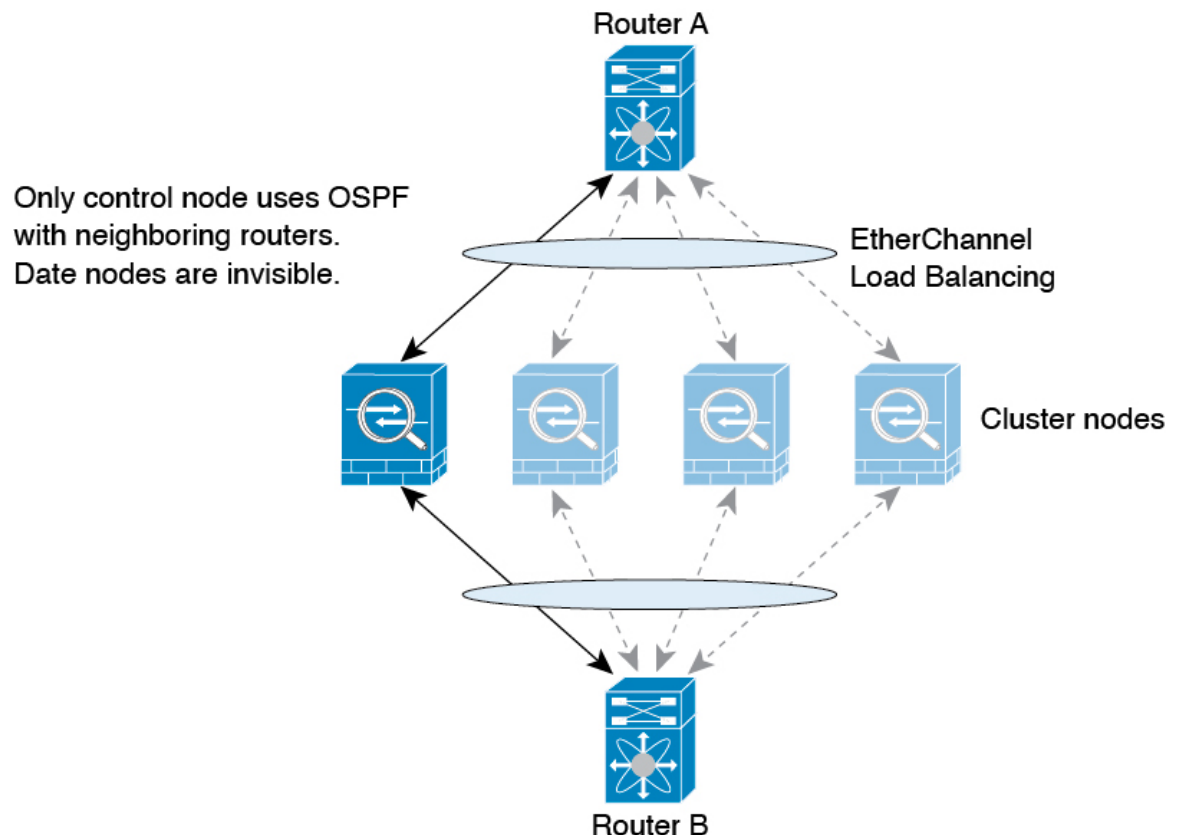 Router A
Only control node uses OSPF
with neighboring routers.
Date nodes are invisible.
EtherChannel
Load Balancing
Cluster nodes
Router B